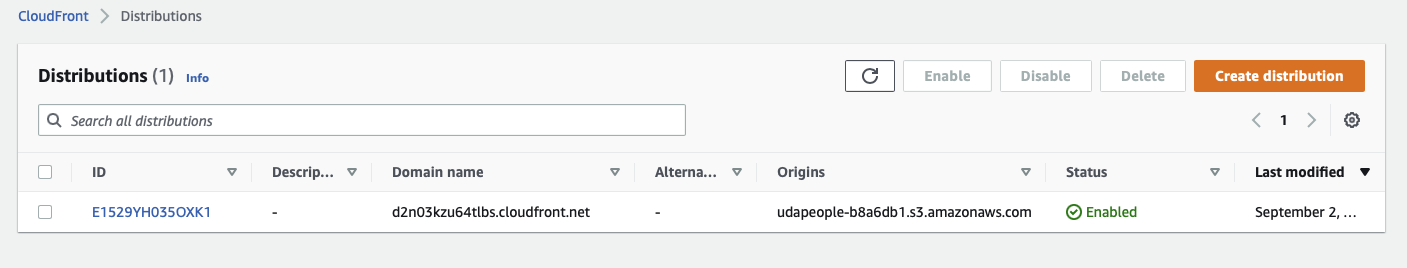 CloudFront > Distributions
Distributions (1) Info Enable Disable Delete Create distribution
Search all distributions 1
ID Descrip... Domain name Alterna... Origins Status Last modified
E1529YH035OXK1 - d2n03kzu64tlbs.cloudfront.net - udapeople-b8a6db1.s3.amazonaws.com Enabled September 2, ...